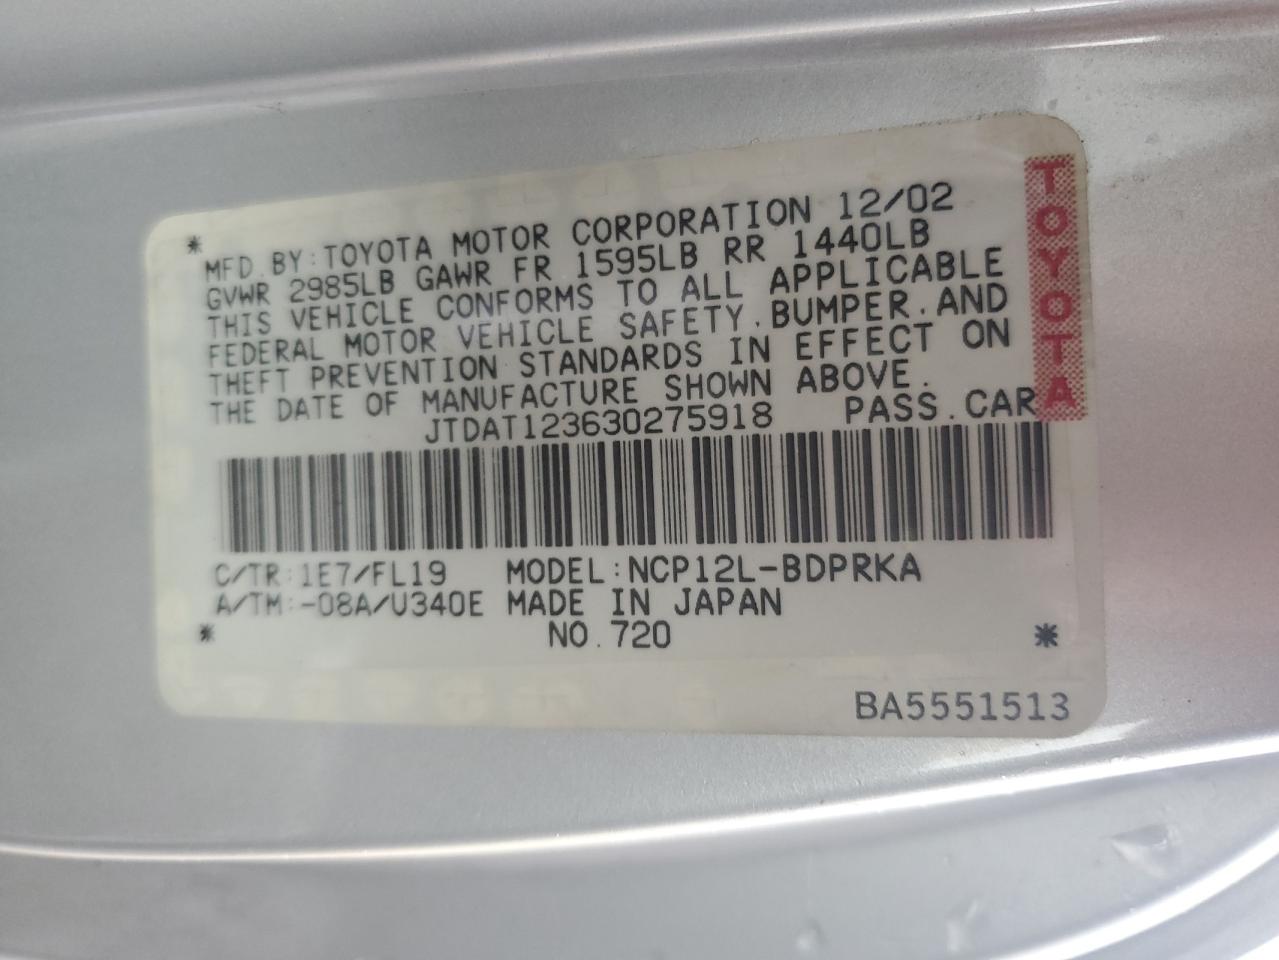 * MFD.BY:TOYOTA MOTOR CORPORATION 12/02
GVWR 2985LB GAWR FR 1595LB RR 1440LB
THIS VEHICLE CONFORMS TO ALL APPLICABLE
FEDERAL MOTOR VEHICLE SAFETY.BUMPER.AND
THEFT PREVENTION STANDARDS IN EFFECT ON
THE DATE OF MANUFACTURE SHOWN ABOVE.
JTDAT123630275918 PASS.CAR
C/TR:1E7/FL19 MODEL:NCP12L-BDPRKA
A/TM:-08A/U340E MADE IN JAPAN
* NO.720 *
BA5551513
TOYOTA